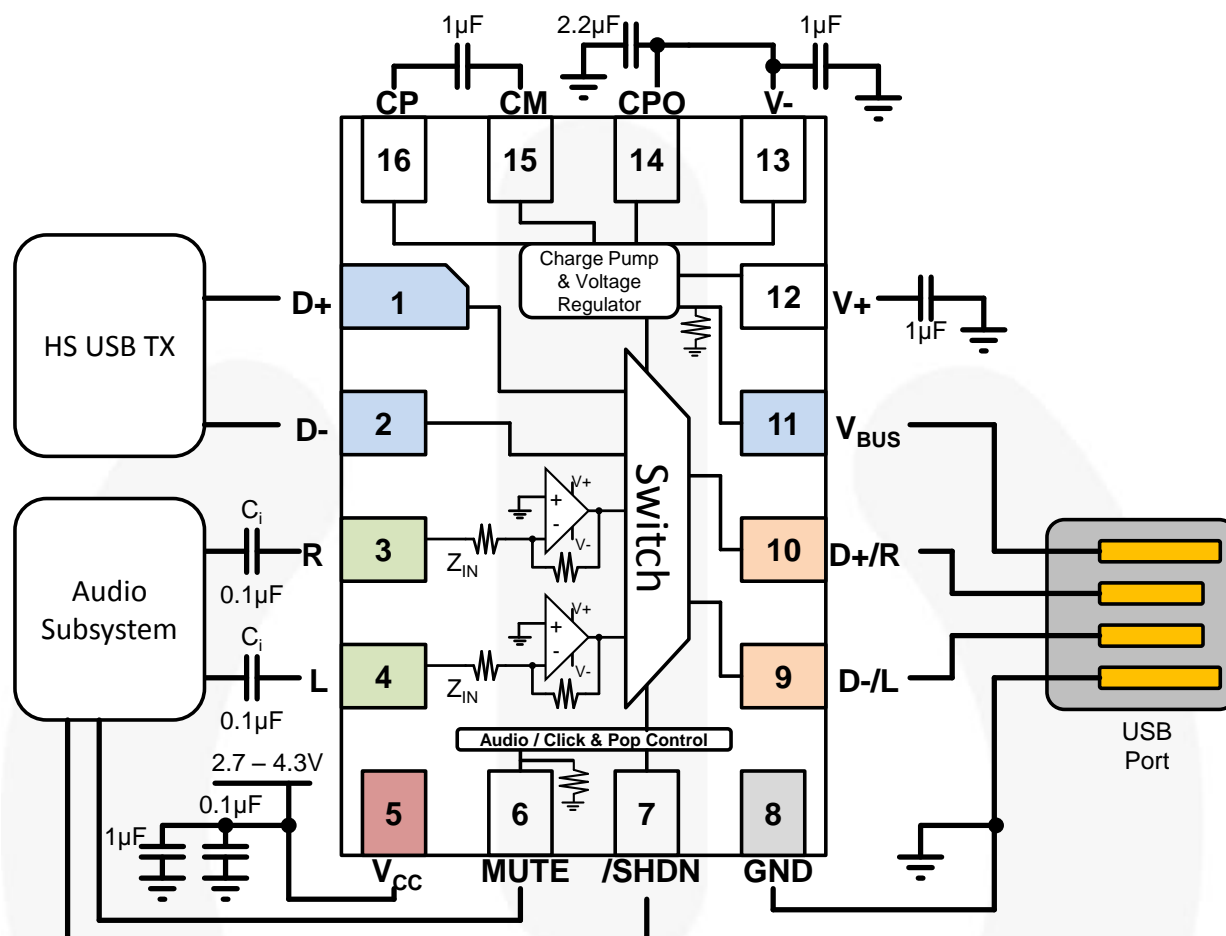 1µF
2.2µF
1µF
CP
CM
CPO
V-
16
15
14
13
Charge Pump
& Voltage
Regulator
HS USB TX
D+
1
12
V+
1µF
D-
2
11
VBUS
Switch
Audio
Subsystem
Ci
0.1µF
R
3
ZIN
+
-
V+
V-
10
D+/R
Ci
0.1µF
L
4
ZIN
+
-
V+
V-
9
D-/L
USB
Port
Audio / Click & Pop Control
2.7 – 4.3V
0.1µF
1µF
5
6
7
8
VCC
MUTE
/SHDN
GND